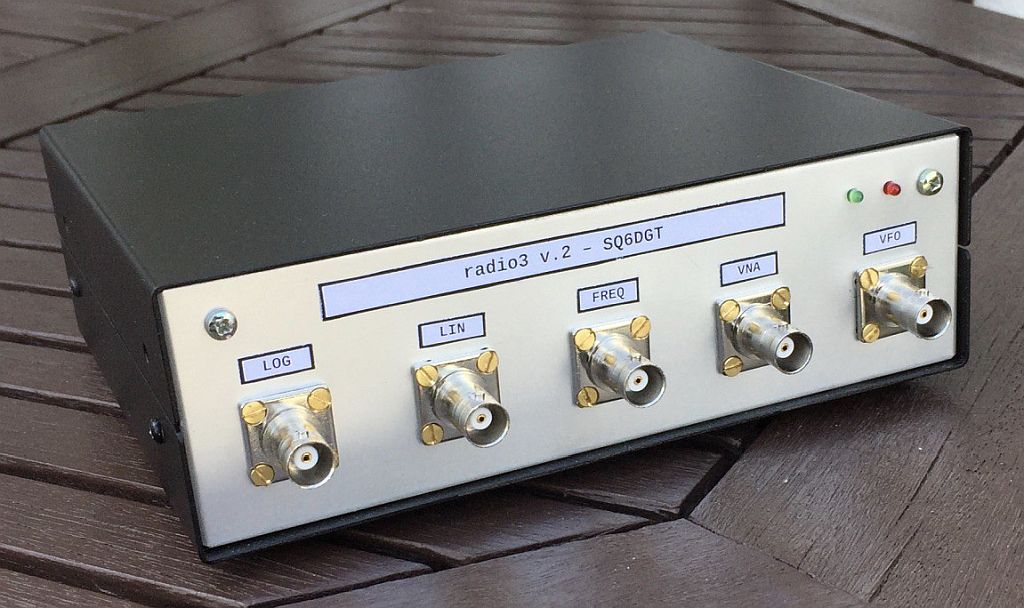 radio3 v.2 – SQ6DGT
LOG
LIN
FREQ
VNA
VFO